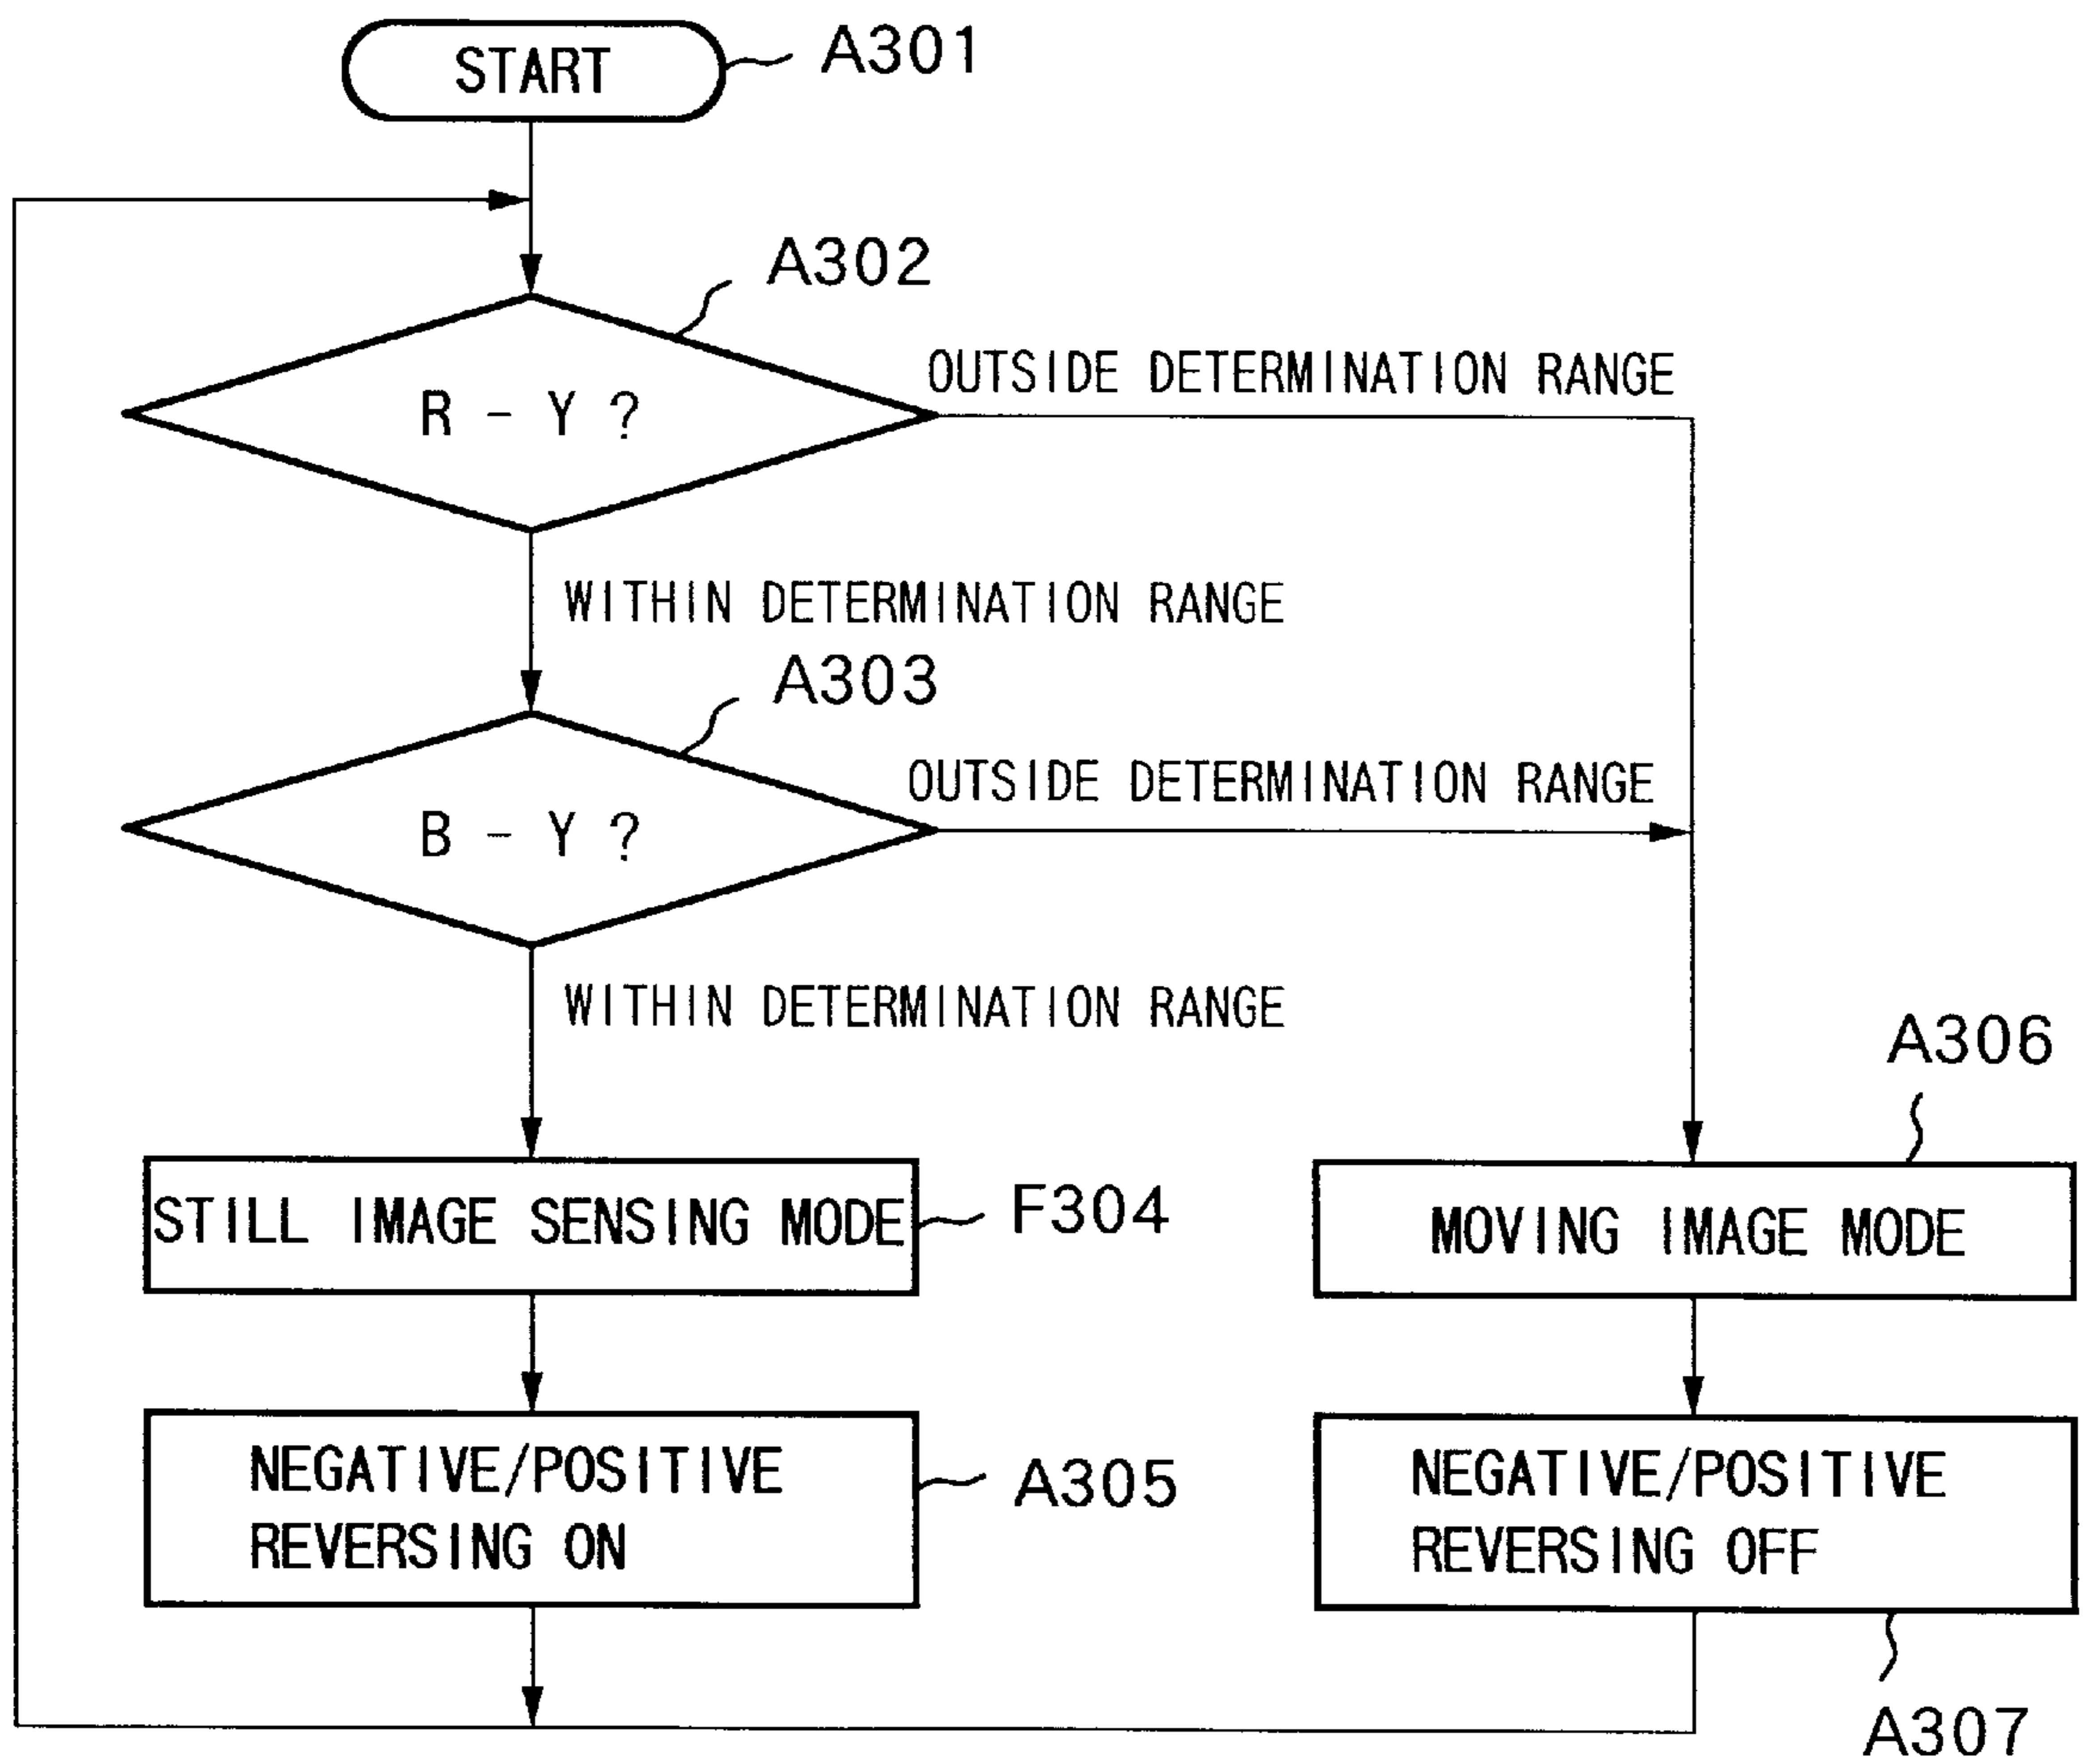 START
A301
A302
R - Y ?
OUTSIDE DETERMINATION RANGE
WITHIN DETERMINATION RANGE
A303
B - Y ?
OUTSIDE DETERMINATION RANGE
WITHIN DETERMINATION RANGE
STILL IMAGE SENSING MODE
F304
A306
MOVING IMAGE MODE
NEGATIVE/POSITIVE
REVERSING ON
A305
NEGATIVE/POSITIVE
REVERSING OFF
A307